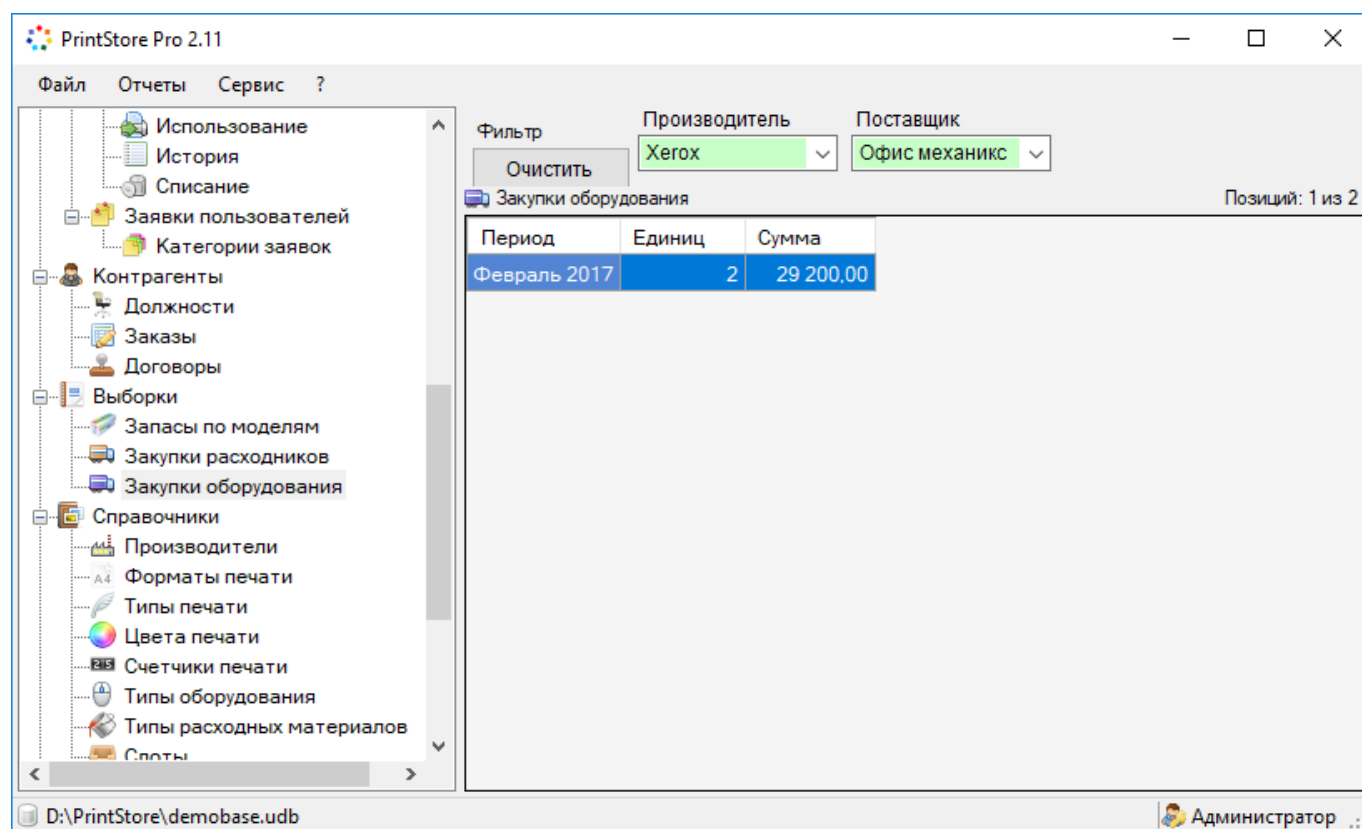 PrintStore Pro 2.11
Файл Отчеты Сервис ?
Использование
История
Списание
Заявки пользователей
Категории заявок
Контрагенты
Должности
Заказы
Договоры
Выборки
Запасы по моделям
Закупки расходников
Закупки оборудования
Справочники
Производители
A4 Форматы печати
Типы печати
Цвета печати
Счетчики печати
Типы оборудования
Типы расходных материалов
Слоты
Фильтр Производитель Поставщик
Очистить Xerox Офис механикс
Закупки оборудования Позиций: 1 из 2
Период Единиц Сумма
Февраль 2017 2 29 200,00
D:\PrintStore\demobase.udb Администратор